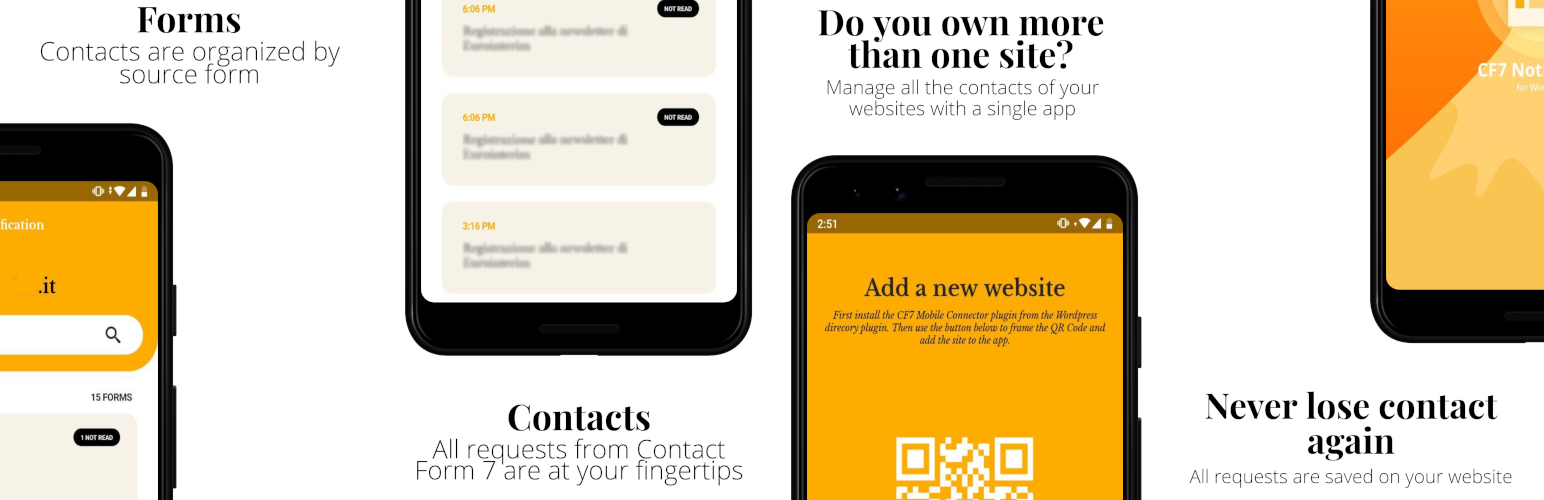 Forms
Contacts are organized by
source form
fication
.it
15 FORMS
1 NOT READ
6:06 PM
NOT READ
Registrazione alla newsletter di
Eurointerim
6:06 PM
NOT READ
Registrazione alla newsletter di
Eurointerim
3:16 PM
Registrazione alla newsletter di
Eurointerim
Contacts
All requests from Contact
Form 7 are at your fingertips
Do you own more
than one site?
Manage all the contacts of your
websites with a single app
2:51
Add a new website
First install the CF7 Mobile Connector plugin from the Wordpress
direcory plugin. Then use the button below to frame the QR Code and
add the site to the app.
CF7 Noti
for Wor
Never lose contact
again
All requests are saved on your website